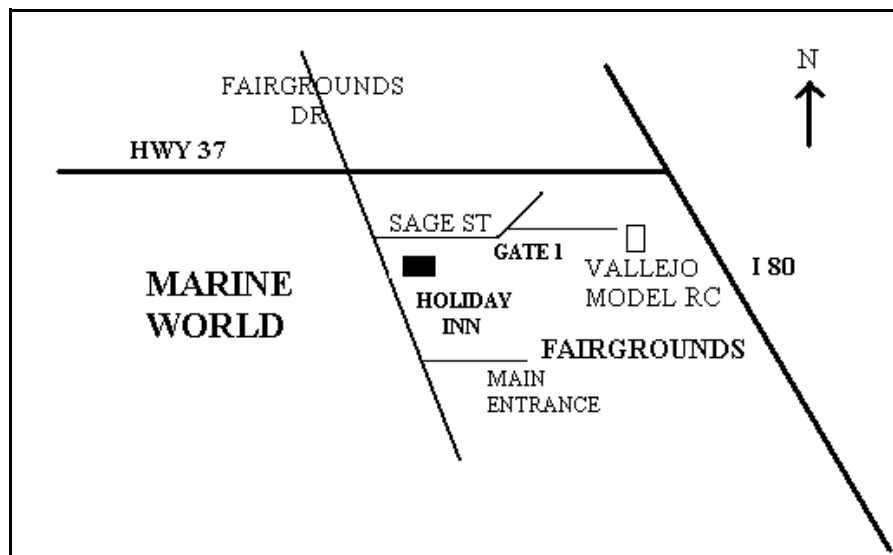 N
FAIRGROUNDS
DR
HWY 37
SAGE ST
GATE 1
VALLEJO
MODEL RC
I 80
MARINE
WORLD
HOLIDAY
INN
FAIRGROUNDS
MAIN
ENTRANCE